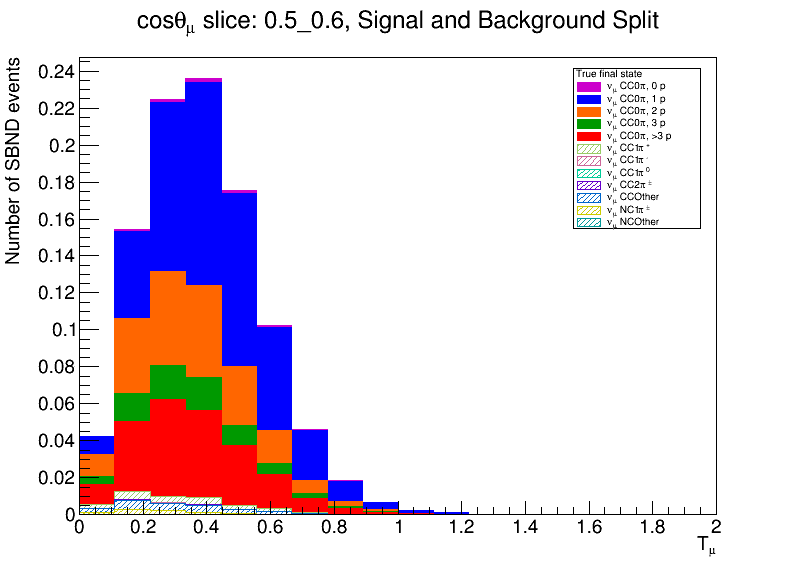 cosθμ slice: 0.5_0.6, Signal and Background Split
Number of SBND events
0.24
0.22
0.2
0.18
0.16
0.14
0.12
0.1
0.08
0.06
0.04
0.02
0
True final state
νμ CC0π, 0 p
νμ CC0π, 1 p
νμ CC0π, 2 p
νμ CC0π, 3 p
νμ CC0π, >3 p
νμ CC1π⁺
νμ CC1π⁻
νμ CC1π⁰
νμ CC2π±
νμ CCOther
νμ NC1π±
νμ NCOther
0 0.2 0.4 0.6 0.8 1 1.2 1.4 1.6 1.8 2
Tμ